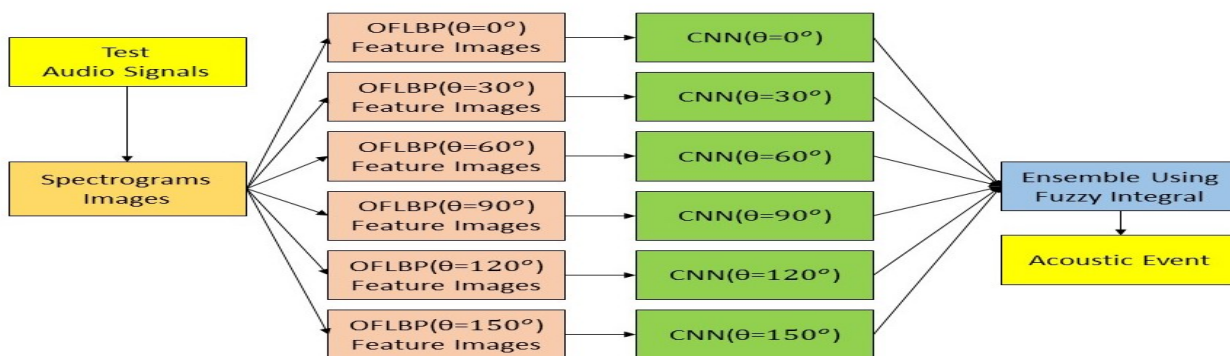 Test
Audio Signals
Spectrograms
Images
OFLBP(θ=0°)
Feature Images
OFLBP(θ=30°)
Feature Images
OFLBP(θ=60°)
Feature Images
OFLBP(θ=90°)
Feature Images
OFLBP(θ=120°)
Feature Images
OFLBP(θ=150°)
Feature Images
CNN(θ=0°)
CNN(θ=30°)
CNN(θ=60°)
CNN(θ=90°)
CNN(θ=120°)
CNN(θ=150°)
Ensemble Using
Fuzzy Integral
Acoustic Event